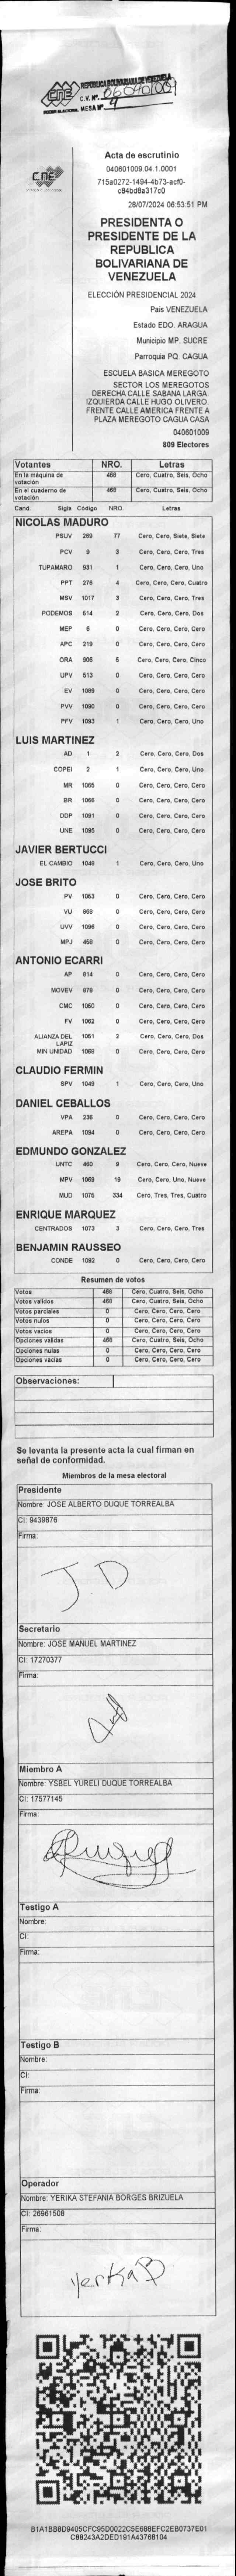 CNE
REPUBLICA BOLIVARIANA DE VENEZUELA
C.V. Nº. 060401009
PODER ELECTORAL MESA Nº 4
CNE
Acta de escrutinio
040601009.04.1.0001
715a0272-1494-4b73-acf0-
c84bd8a317c0
28/07/2024 06:53:51 PM
PRESIDENTA O
PRESIDENTE DE LA
REPUBLICA
BOLIVARIANA DE
VENEZUELA
ELECCIÓN PRESIDENCIAL 2024
Pais VENEZUELA
Estado EDO. ARAGUA
Municipio MP. SUCRE
Parroquia PQ. CAGUA
ESCUELA BASICA MEREGOTO
SECTOR LOS MEREGOTOS
DERECHA CALLE SABANA LARGA.
IZQUIERDA CALLE HUGO OLIVERO.
FRENTE CALLE AMERICA FRENTE A
PLAZA MEREGOTO CAGUA CASA
040601009
809 Electores
Votantes NRO. Letras
En la máquina de votación 468 Cero, Cuatro, Seis, Ocho
En el cuaderno de votación 468 Cero, Cuatro, Seis, Ocho
Cand. Sigla Código NRO. Letras
NICOLAS MADURO
PSUV 269 77 Cero, Cero, Siete, Siete
PCV 9 3 Cero, Cero, Cero, Tres
TUPAMARO 931 1 Cero, Cero, Cero, Uno
PPT 276 4 Cero, Cero, Cero, Cuatro
MSV 1017 3 Cero, Cero, Cero, Tres
PODEMOS 514 2 Cero, Cero, Cero, Dos
MEP 6 0 Cero, Cero, Cero, Cero
APC 219 0 Cero, Cero, Cero, Cero
ORA 906 5 Cero, Cero, Cero, Cinco
UPV 513 0 Cero, Cero, Cero, Cero
EV 1089 0 Cero, Cero, Cero, Cero
PVV 1090 0 Cero, Cero, Cero, Cero
PFV 1093 1 Cero, Cero, Cero, Uno
LUIS MARTINEZ
AD 1 2 Cero, Cero, Cero, Dos
COPEI 2 1 Cero, Cero, Cero, Uno
MR 1065 0 Cero, Cero, Cero, Cero
BR 1066 0 Cero, Cero, Cero, Cero
DDP 1091 0 Cero, Cero, Cero, Cero
UNE 1095 0 Cero, Cero, Cero, Cero
JAVIER BERTUCCI
EL CAMBIO 1048 1 Cero, Cero, Cero, Uno
JOSE BRITO
PV 1053 0 Cero, Cero, Cero, Cero
VU 868 0 Cero, Cero, Cero, Cero
UVV 1096 0 Cero, Cero, Cero, Cero
MPJ 458 0 Cero, Cero, Cero, Cero
ANTONIO ECARRI
AP 814 0 Cero, Cero, Cero, Cero
MOVEV 878 0 Cero, Cero, Cero, Cero
CMC 1050 0 Cero, Cero, Cero, Cero
FV 1062 0 Cero, Cero, Cero, Cero
ALIANZA DEL LAPIZ 1051 2 Cero, Cero, Cero, Dos
MIN UNIDAD 1069 0 Cero, Cero, Cero, Cero
CLAUDIO FERMIN
SPV 1049 1 Cero, Cero, Cero, Uno
DANIEL CEBALLOS
VPA 236 0 Cero, Cero, Cero, Cero
AREPA 1094 0 Cero, Cero, Cero, Cero
EDMUNDO GONZALEZ
UNTC 460 9 Cero, Cero, Cero, Nueve
MPV 1069 19 Cero, Cero, Uno, Nueve
MUD 1075 334 Cero, Tres, Tres, Cuatro
ENRIQUE MARQUEZ
CENTRADOS 1073 3 Cero, Cero, Cero, Tres
BENJAMIN RAUSSEO
CONDE 1092 0 Cero, Cero, Cero, Cero
Resumen de votos
Votos 468 Cero, Cuatro, Seis, Ocho
Votos validos 468 Cero, Cuatro, Seis, Ocho
Votos parciales 0 Cero, Cero, Cero, Cero
Votos nulos 0 Cero, Cero, Cero, Cero
Votos vacios 0 Cero, Cero, Cero, Cero
Opciones validas 468 Cero, Cuatro, Seis, Ocho
Opciones nulas 0 Cero, Cero, Cero, Cero
Opciones vacias 0 Cero, Cero, Cero, Cero
Observaciones:
Se levanta la presente acta la cual firman en
señal de conformidad.
Miembros de la mesa electoral
Presidente
Nombre: JOSE ALBERTO DUQUE TORREALBA
CI: 9439876
Firma:
JD
Secretario
Nombre: JOSE MANUEL MARTINEZ
CI: 17270377
Firma:
Miembro A
Nombre: YSBEL YURELI DUQUE TORREALBA
CI: 17577145
Firma:
Testigo A
Nombre:
CI:
Firma:
Testigo B
Nombre:
CI:
Firma:
Operador
Nombre: YERIKA STEFANIA BORGES BRIZUELA
CI: 26961508
Firma:
YerikaB
B1A1BB8D9405CFC95D0022C5E688EFC2EB0737E01
C88243A2DED191A43768104